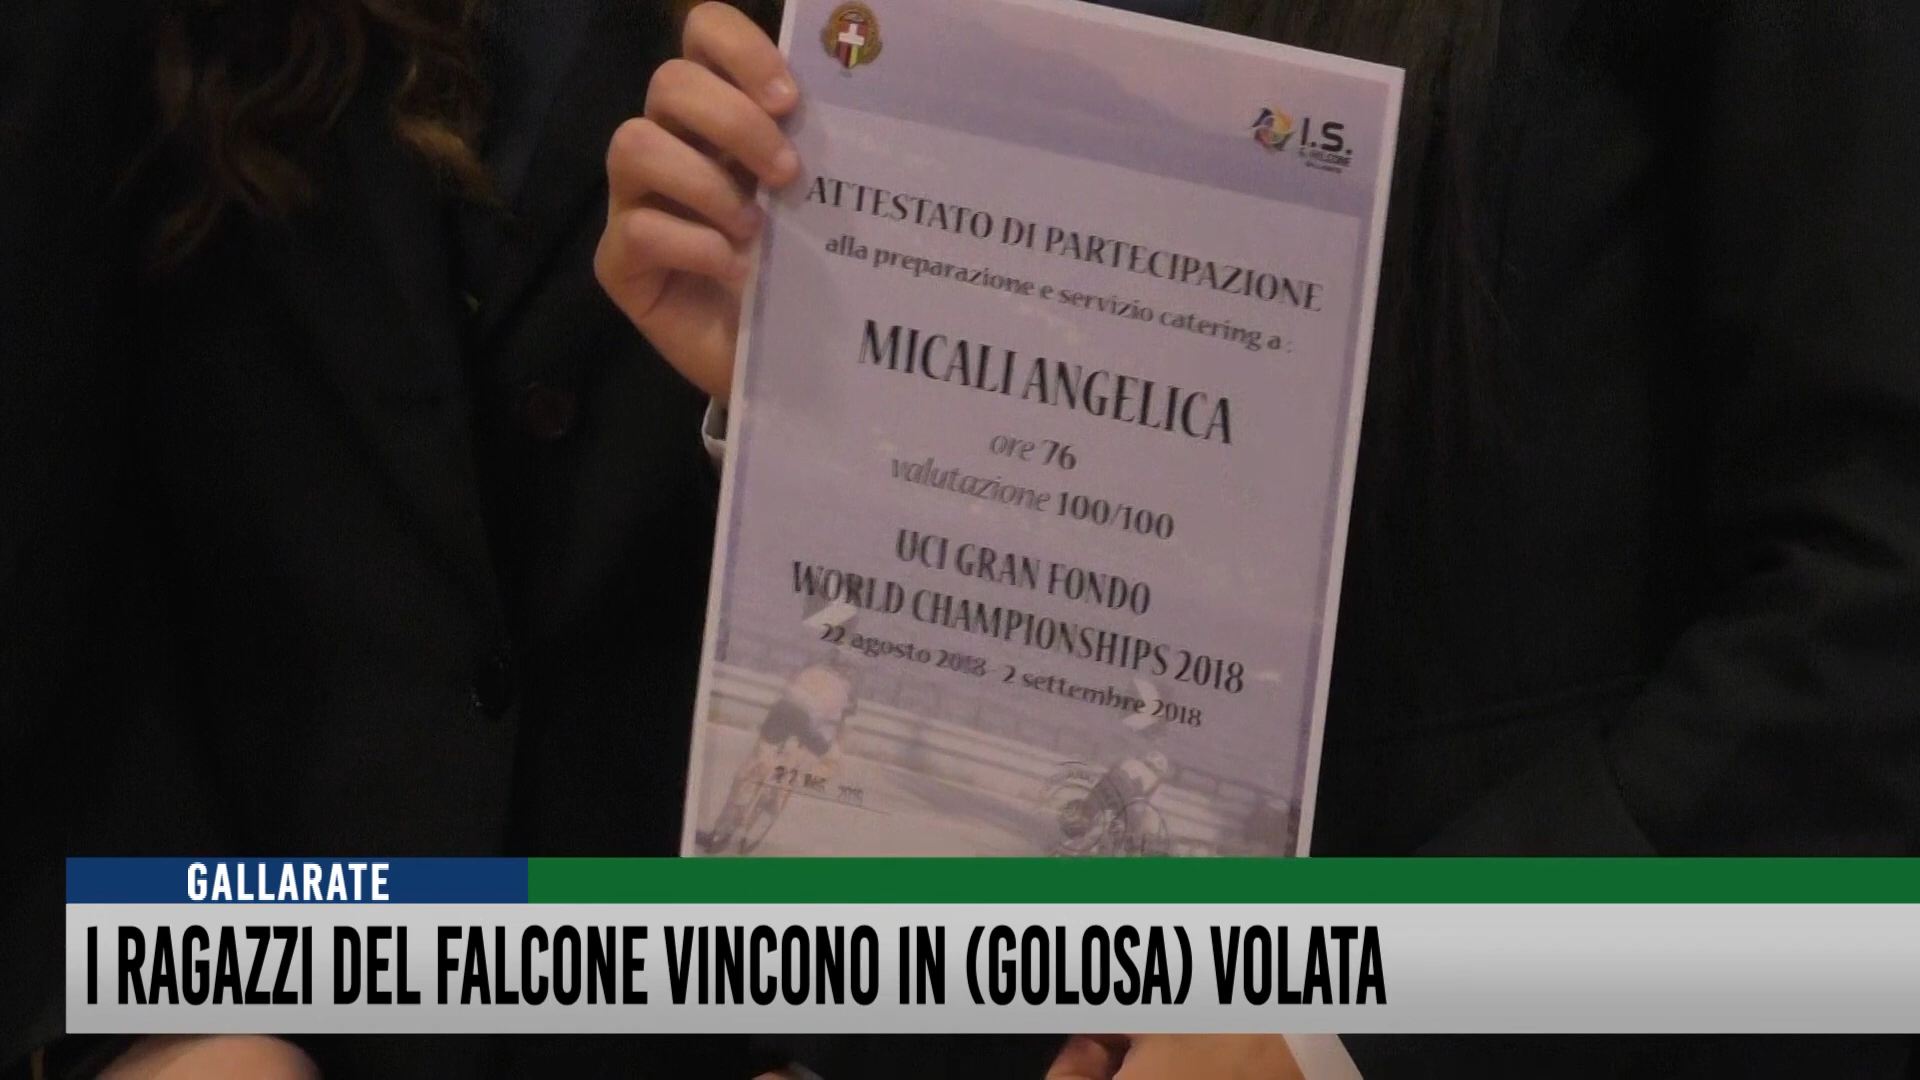 I.S.
ATTESTATO DI PARTECIPAZIONE
alla preparazione e servizio catering a :
MICALI ANGELICA
ore 76
valutazione 100/100
UCI GRAN FONDO
WORLD CHAMPIONSHIPS 2018
22 agosto 2018 - 2 settembre 2018
GALLARATE
I RAGAZZI DEL FALCONE VINCONO IN (GOLOSA) VOLATA